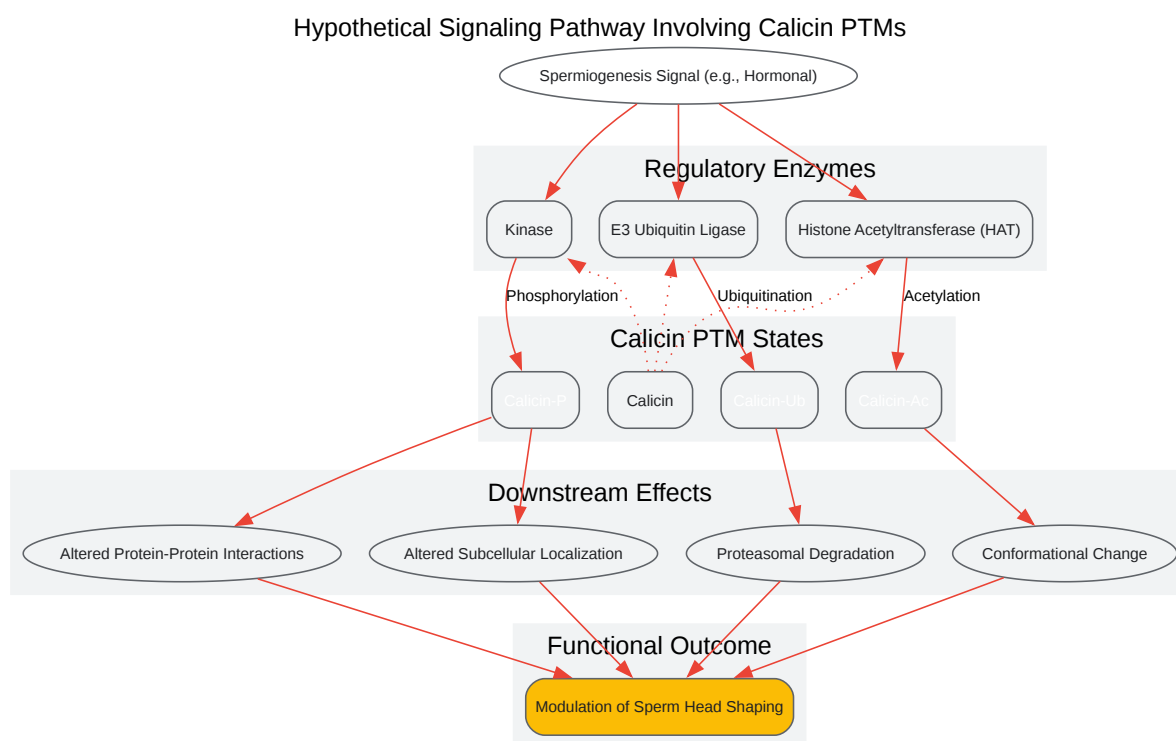 Hypothetical Signaling Pathway Involving Calicin PTMs
Spermiogenesis Signal (e.g., Hormonal)
Regulatory Enzymes
Kinase
E3 Ubiquitin Ligase
Histone Acetyltransferase (HAT)
Phosphorylation
Ubiquitination
Acetylation
Calicin PTM States
Calicin-P
Calicin
Calicin-Ub
Calicin-Ac
Downstream Effects
Altered Protein-Protein Interactions
Altered Subcellular Localization
Proteasomal Degradation
Conformational Change
Functional Outcome
Modulation of Sperm Head Shaping